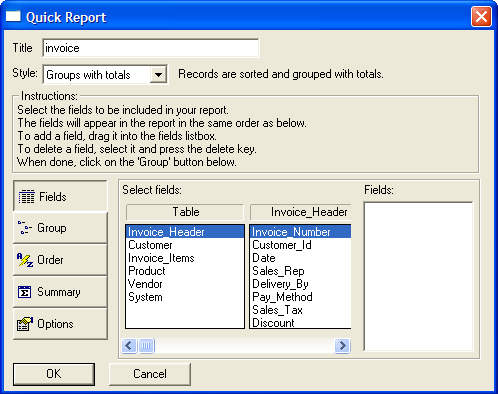 Quick Report
Title invoice
Style: Groups with totals Records are sorted and grouped with totals.
Instructions:
Select the fields to be included in your report.
The fields will appear in the report in the same order as below.
To add a field, drag it into the fields listbox.
To delete a field, select it and press the delete key.
When done, click on the 'Group' button below.
Fields
Group
Order
Summary
Options
Select fields:
Table
Invoice_Header
Customer
Invoice_Items
Product
Vendor
System
Invoice_Header
Invoice_Number
Customer_Id
Date
Sales_Rep
Delivery_By
Pay_Method
Sales_Tax
Discount
Fields:
OK Cancel